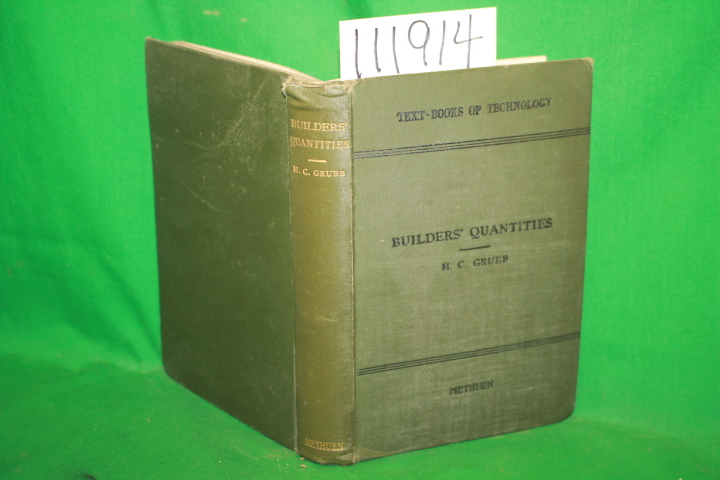 111914
BUILDERS'
QUANTITIES
H. C. GRUBB
METHUEN
TEXT-BOOKS OF TECHNOLOGY
BUILDERS' QUANTITIES
H. C. GRUBB
METHUEN